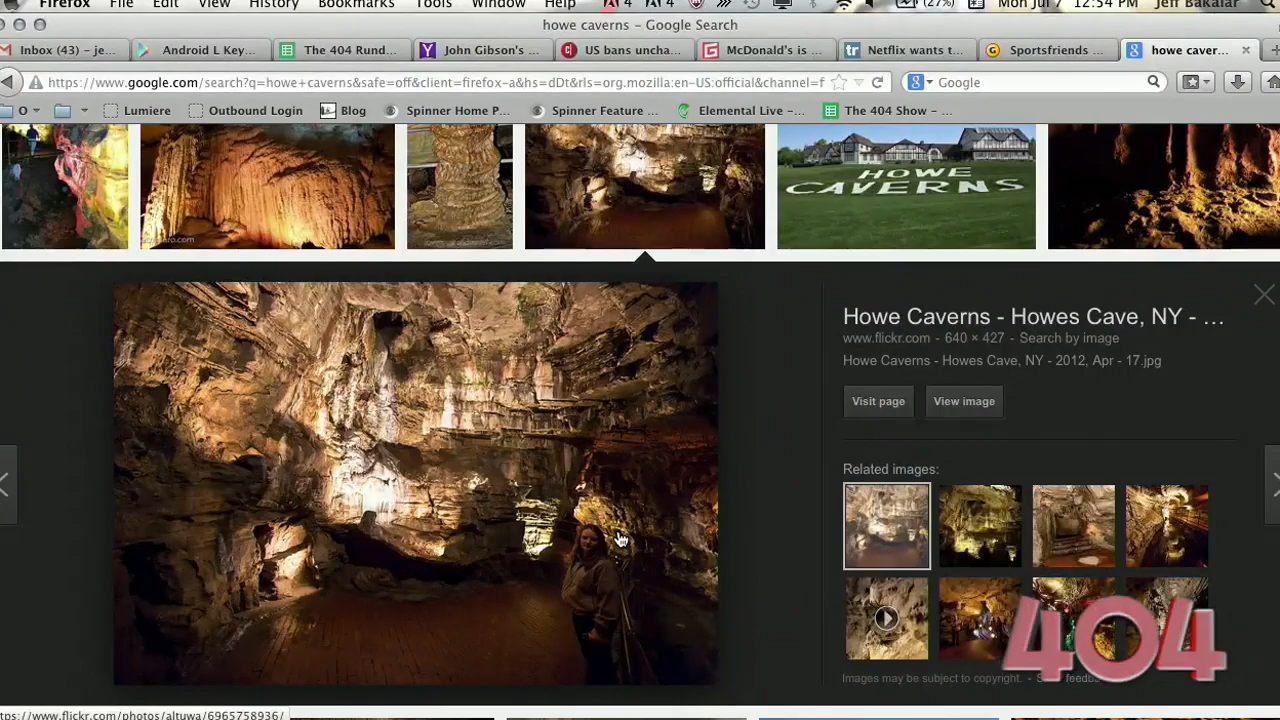 Firefox File Edit View History Bookmarks Tools Window Help 4 4 (27%) Mon Jul 7 12:54 PM Jeff Bakalar
howe caverns - Google Search
Inbox (43) – je... Android L Key... The 404 Rund... John Gibson's ... US bans uncha... McDonald's is ... Netflix wants t... Sportsfriends ... howe caver...
https://www.google.com/search?q=howe+caverns&safe=off&client=firefox-a&hs=dDt&rls=org.mozilla:en-US:official&channel=f Google
O Lumiere Outbound Login Blog Spinner Home P... Spinner Feature ... Elemental Live – ... The 404 Show – ...
HOWE
CAVERNS
Howe Caverns - Howes Cave, NY - ...
www.flickr.com - 640 × 427 - Search by image
Howe Caverns - Howes Cave, NY - 2012, Apr - 17.jpg
Visit page View image
Related images:
404
Images may be subject to copyright. -
ttps://www.flickr.com/photos/altuwa/6965758936/